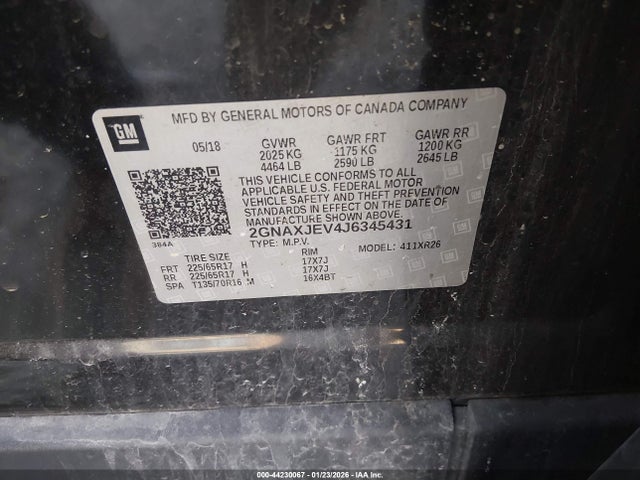 GM
MFD BY GENERAL MOTORS OF CANADA COMPANY
05/18
GVWR GAWR FRT GAWR RR
2025 KG 1175 KG 1200 KG
4464 LB 2590 LB 2645 LB
THIS VEHICLE CONFORMS TO ALL
APPLICABLE U.S. FEDERAL MOTOR
VEHICLE SAFETY AND THEFT PREVENTION
STANDARDS IN EFFECT ON THE DATE OF
MANUFACTURE SHOWN ABOVE.
2GNAXJEV4J6345431
384A
TYPE: M.P.V. MODEL: 411XR26
TIRE SIZE RIM
FRT 225/65R17 H 17X7J
RR 225/65R17 H 17X7J
SPA T135/70R16 M 16X4BT
000-44230067 | 01/23/2026 | IAA Inc.